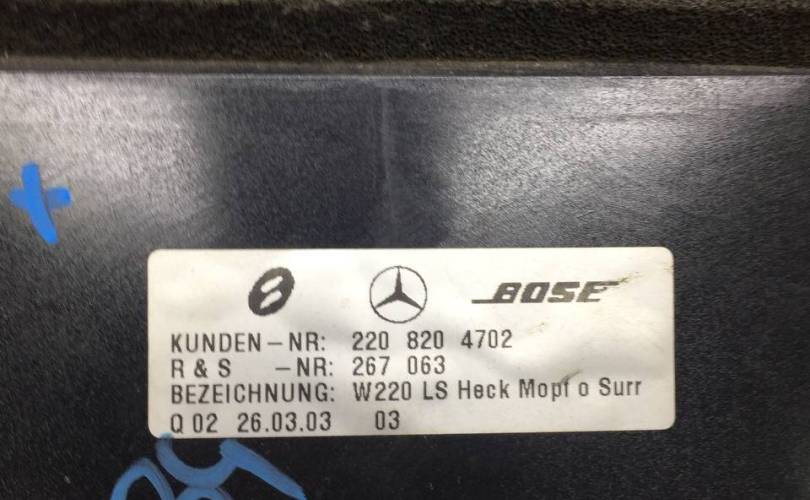 BOSE
KUNDEN-NR: 220 820 4702
R & S -NR: 267 063
BEZEICHNUNG: W220 LS Heck Mopf o Surr
Q 02 26.03.03 03